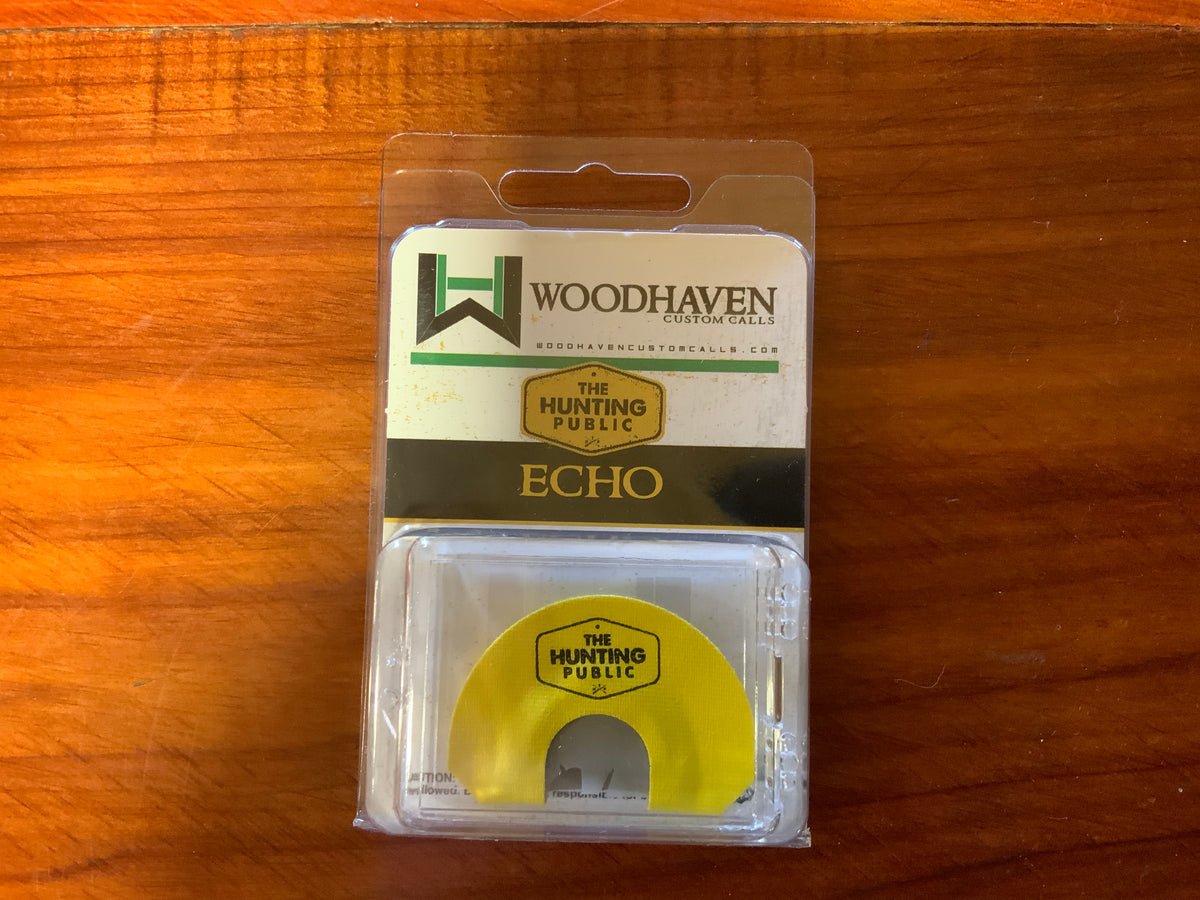 WOODHAVEN
CUSTOM CALLS
WOODHAVENCUSTOMCALLS.COM
THE
HUNTING
PUBLIC
ECHO
THE
HUNTING
PUBLIC